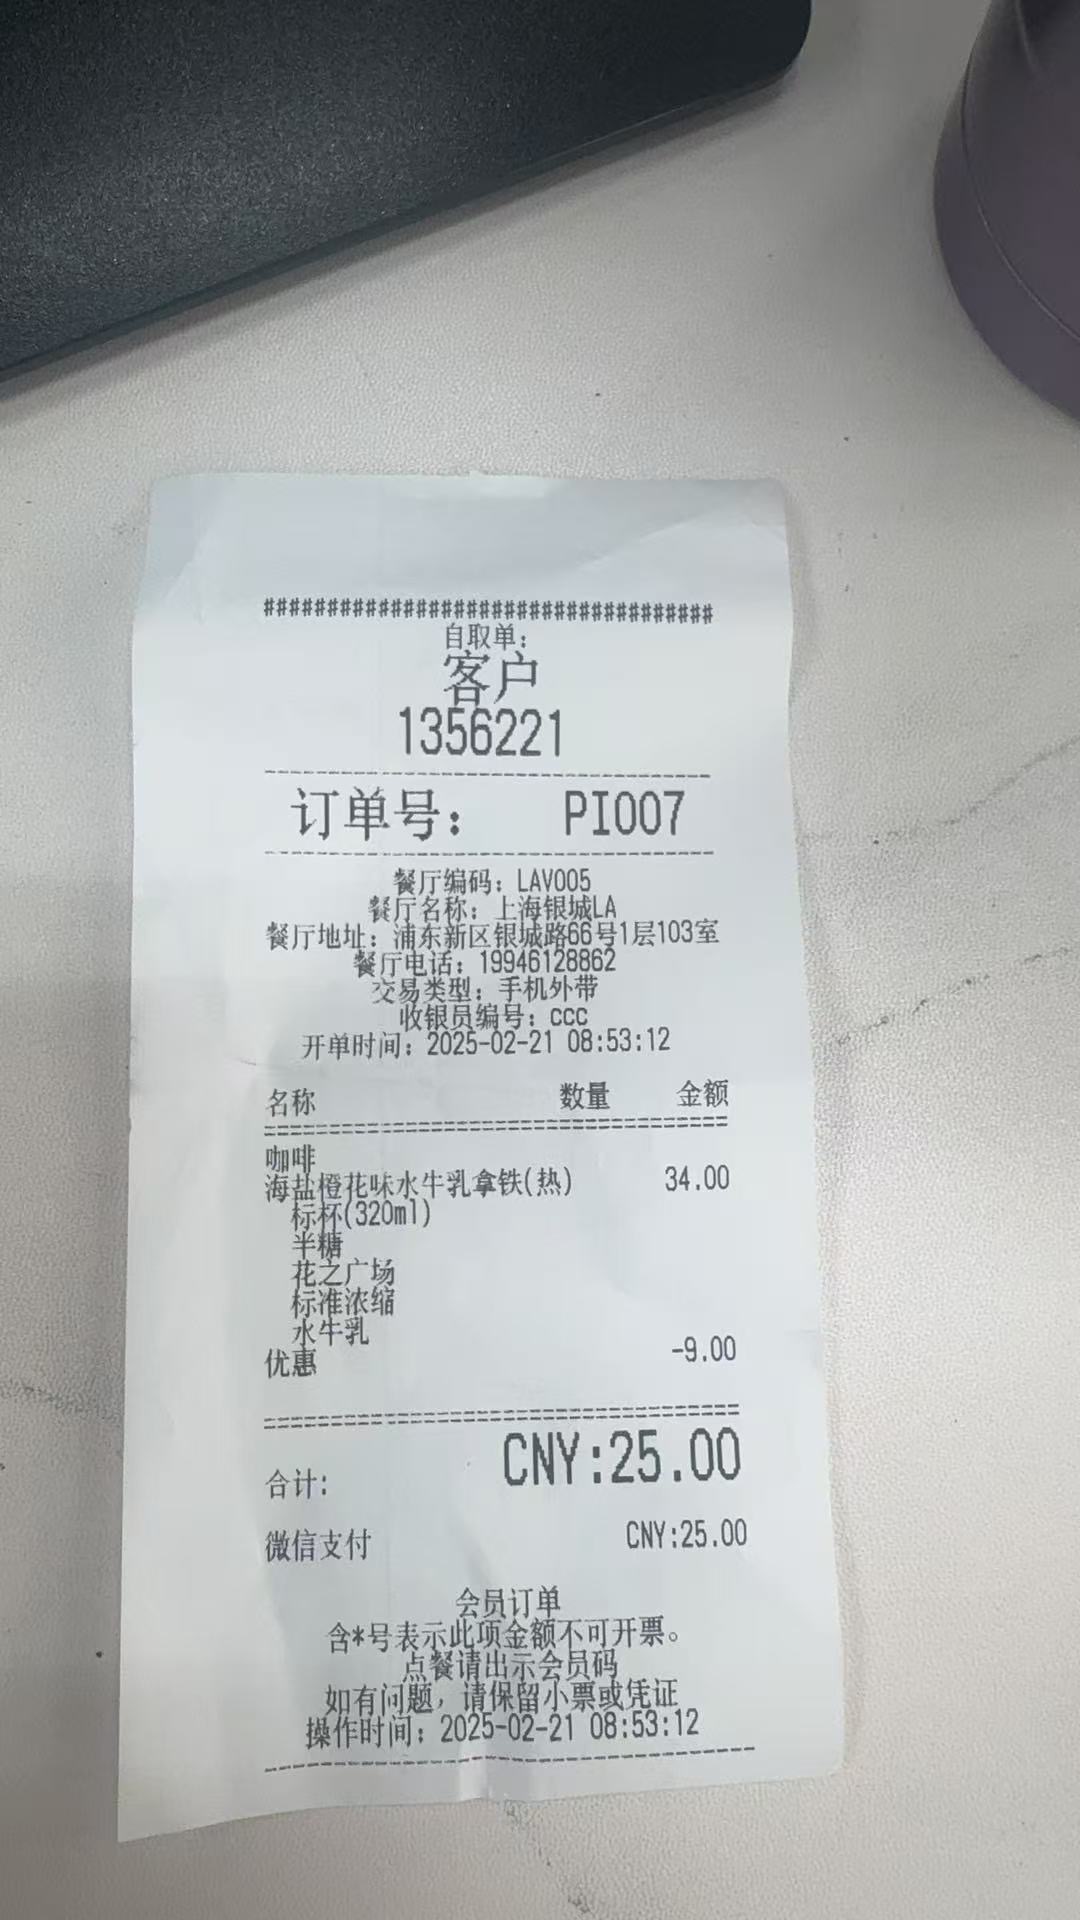 ###################################
自取单:
客户
1356221
订单号: PI007
餐厅编码: LAV005
餐厅名称: 上海银城LA
餐厅地址: 浦东新区银城路66号1层103室
餐厅电话: 19946128862
交易类型: 手机外带
收银员编号: ccc
开单时间: 2025-02-21 08:53:12
名称 数量 金额
咖啡
海盐橙花味水牛乳拿铁(热) 34.00
标杯(320ml)
半糖
花之广场
标准浓缩
水牛乳
优惠 -9.00
合计: CNY:25.00
微信支付 CNY:25.00
会员订单
含*号表示此项金额不可开票。
点餐请出示会员码
如有问题，请保留小票或凭证
操作时间: 2025-02-21 08:53:12